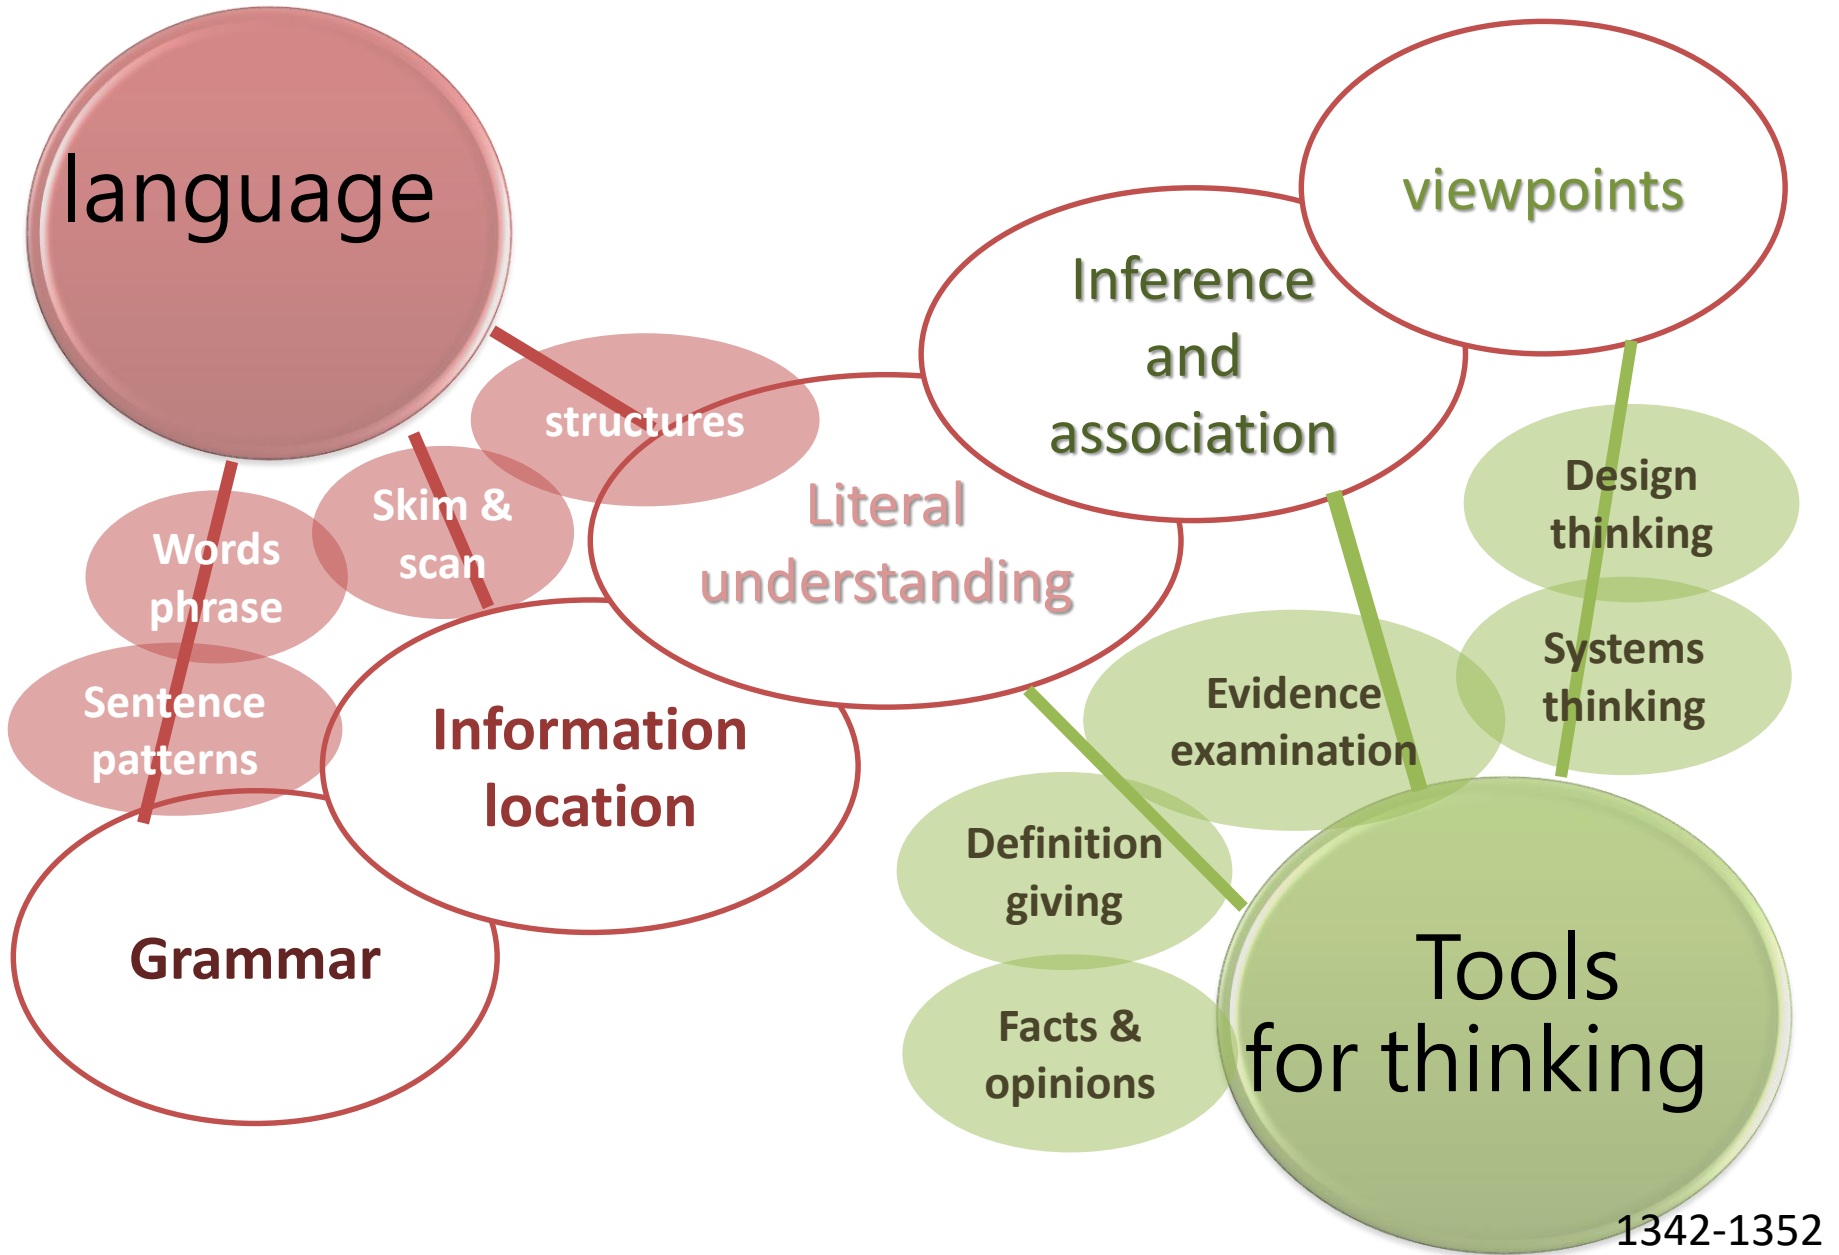 language
viewpoints
Inference
and
association
structures
Skim &
scan
Literal
understanding
Words
phrase
Sentence
patterns
Information
location
Grammar
Design
thinking
Systems
thinking
Evidence
examination
Definition
giving
Facts &
opinions
Tools
for thinking
1342-1352